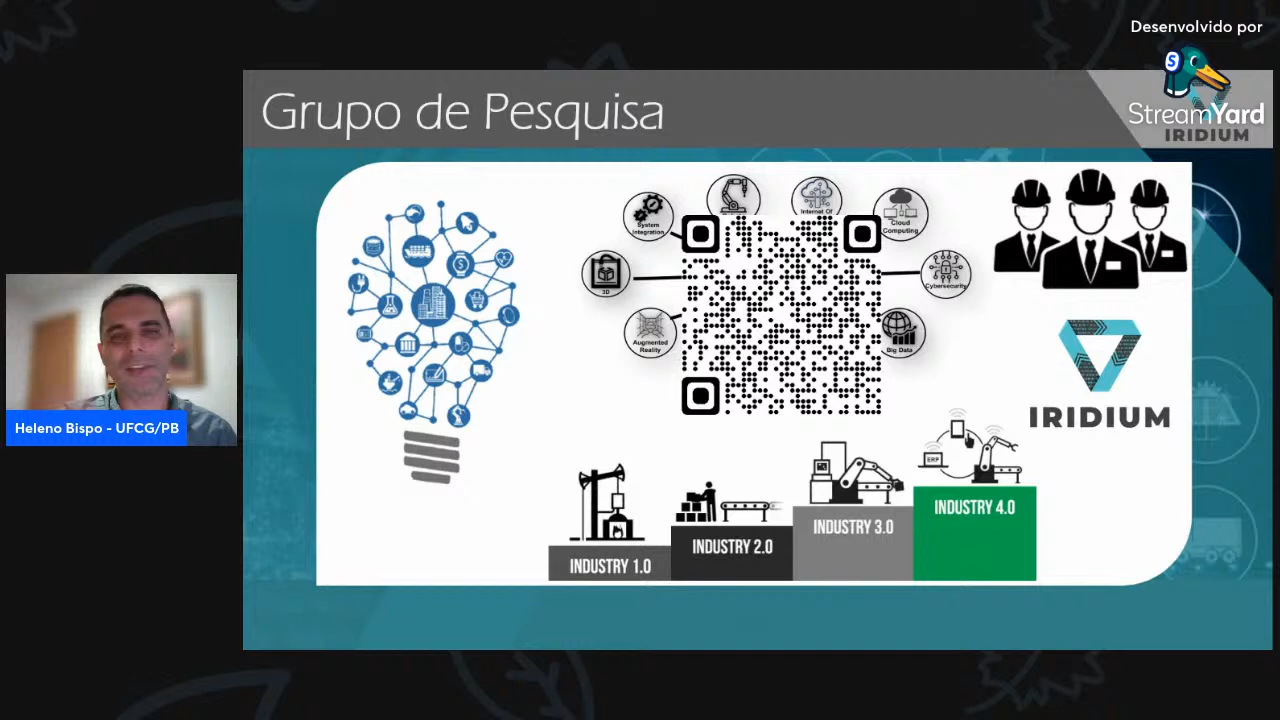 Desenvolvido por
StreamYard
IRIDIUM
Grupo de Pesquisa
System
Integration
Internet Of
Cloud
Computing
3D
Cybersecurity
Augmented
Reality
Big Data
IRIDIUM
Heleno Bispo - UFCG/PB
ERP
INDUSTRY 1.0
INDUSTRY 2.0
INDUSTRY 3.0
INDUSTRY 4.0